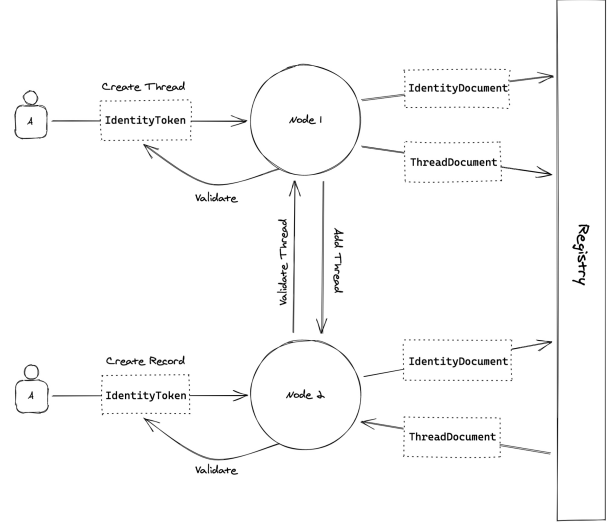 Create Thread
IdentityDocument
A
IdentityToken
Node 1
ThreadDocument
Validate
Validate Thread
Add Thread
Registry
Create Record
IdentityDocument
A
IdentityToken
Node 2
ThreadDocument
Validate